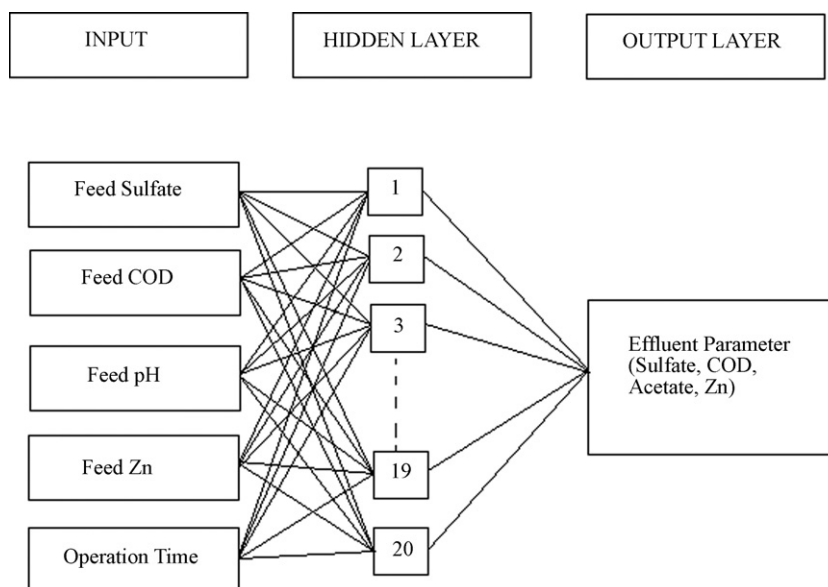 INPUT
HIDDEN LAYER
OUTPUT LAYER
Feed Sulfate
Feed COD
Feed pH
Feed Zn
Operation Time
1
2
3
19
20
Effluent Parameter
(Sulfate, COD,
Acetate, Zn)